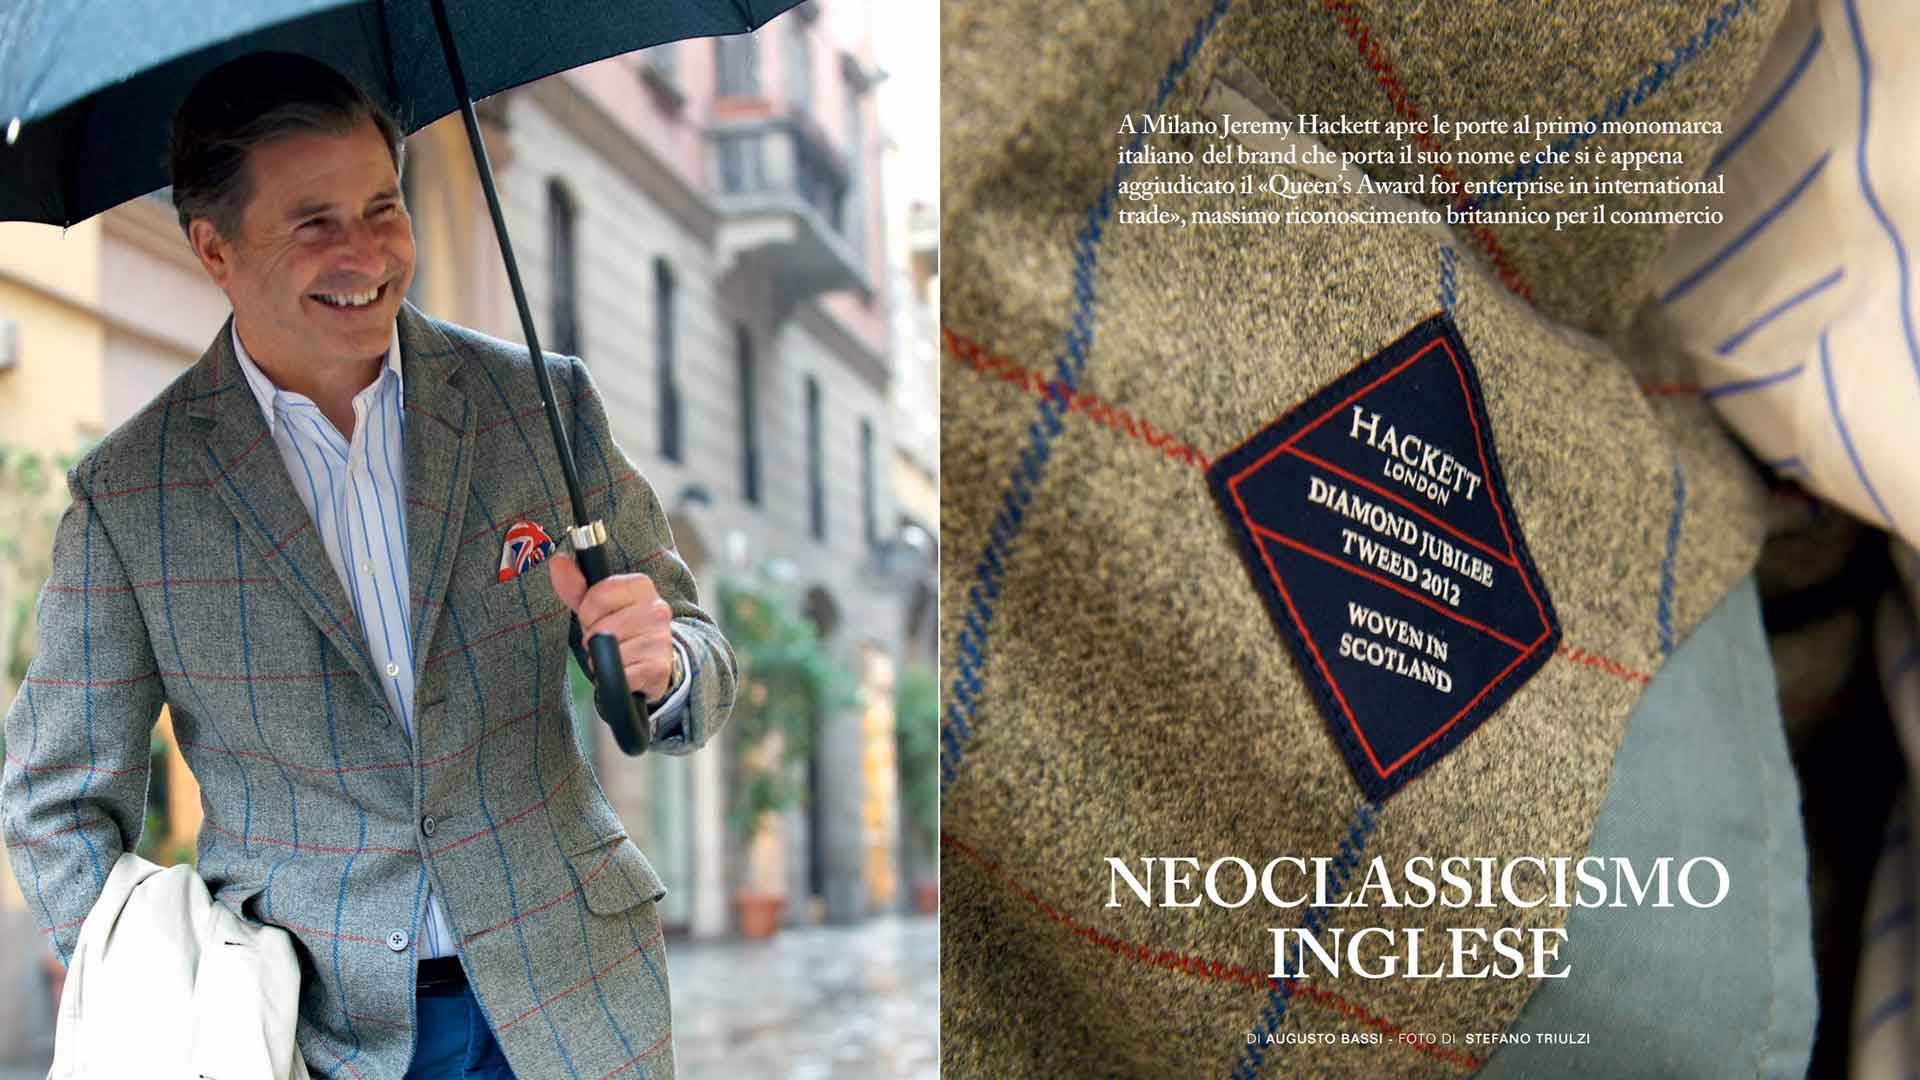 A Milano Jeremy Hackett apre le porte al primo monomarca
italiano del brand che porta il suo nome e che si è appena
aggiudicato il «Queen's Award for enterprise in international
trade», massimo riconoscimento britannico per il commercio
HACKETT
LONDON
DIAMOND JUBILEE
TWEED 2012
WOVEN IN
SCOTLAND
NEOCLASSICISMO
INGLESE
DI AUGUSTO BASSI - FOTO DI STEFANO TRIULZI